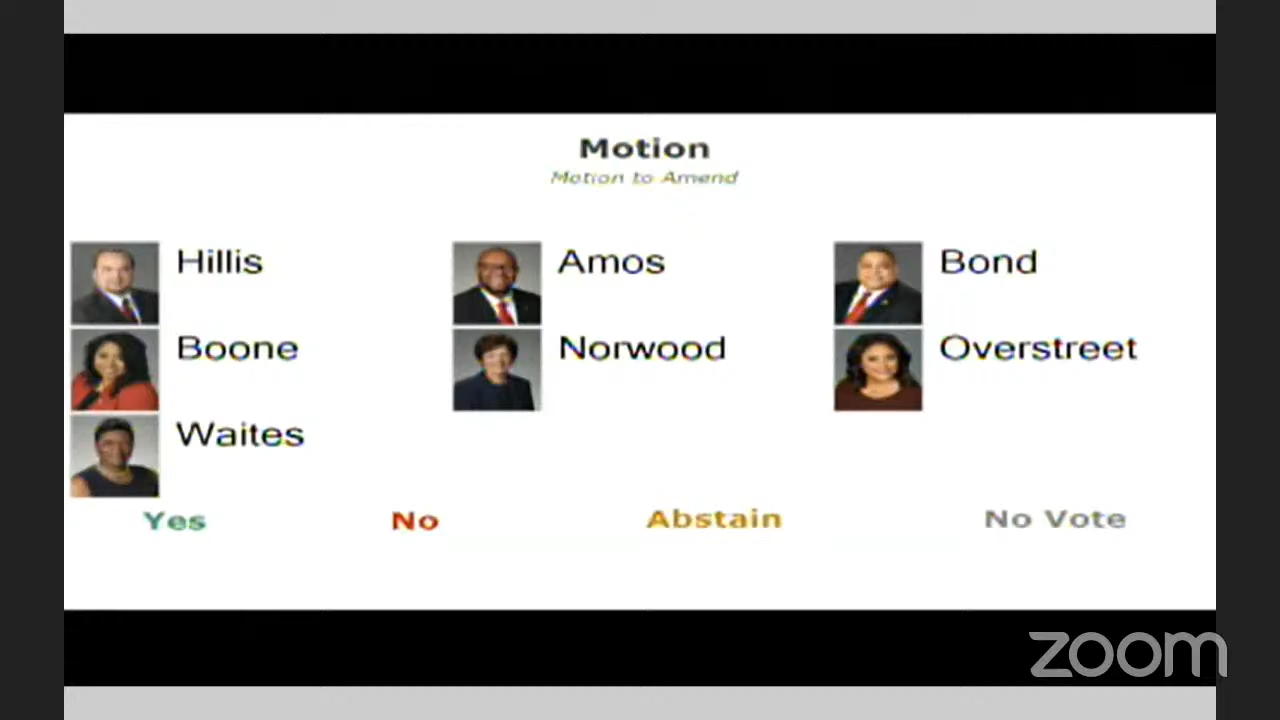 Motion
Motion to Amend
Hillis Amos Bond
Boone Norwood Overstreet
Waites
Yes No Abstain No Vote
zoom